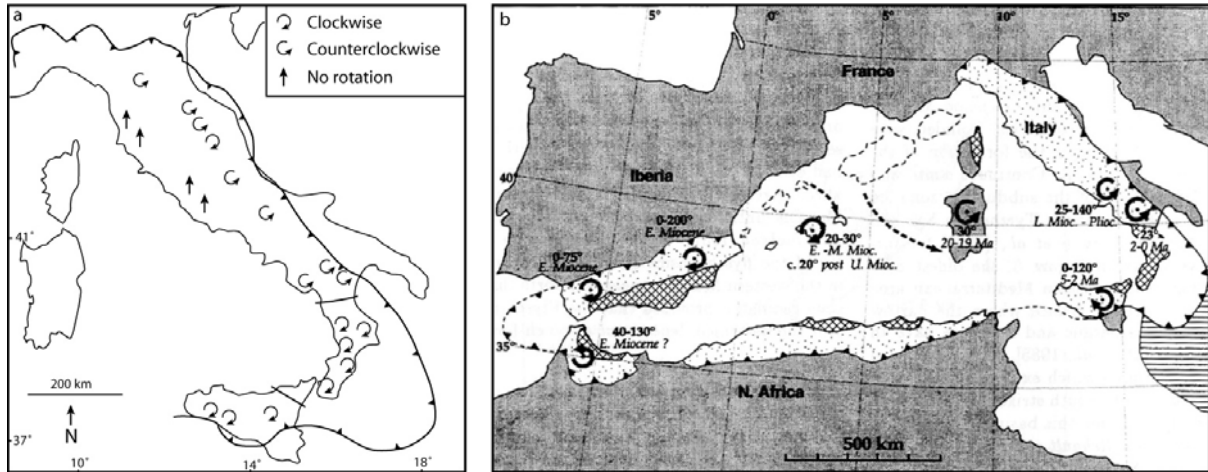 a
Clockwise
Counterclockwise
No rotation
41°
200 km
N
37°
10°
14°
18°
b
5°
0°
5°
10°
15°
France
Italy
Iberia
40°
0-200°
E. Miocene
0-75°
E. Miocene
20-30°
E. -M. Mioc.
c. 20° post U. Mioc.
30°
20-19 Ma
25-140°
L. Mioc. - Plioc.
23°
2-0 Ma
0-120°
5-2 Ma
40-130°
E. Miocene ?
35°
N. Africa
500 km